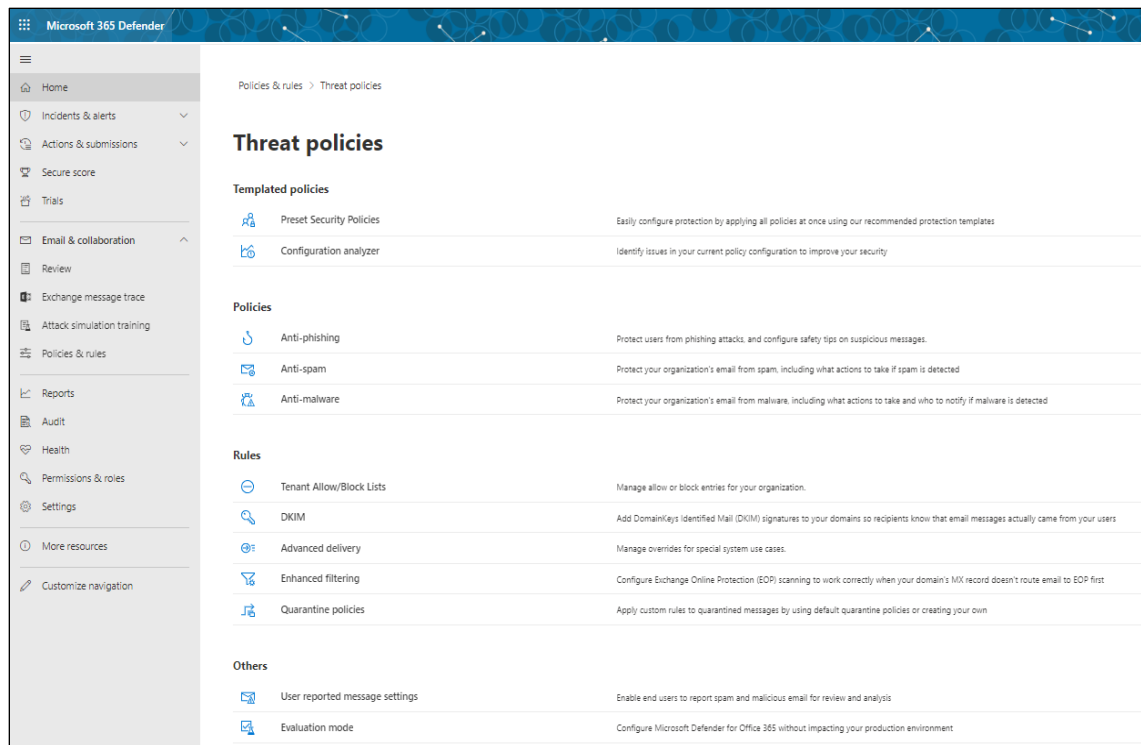 Microsoft 365 Defender
Home
Incidents & alerts
Actions & submissions
Secure score
Trials
Email & collaboration
Review
Exchange message trace
Attack simulation training
Policies & rules
Reports
Audit
Health
Permissions & roles
Settings
More resources
Customize navigation
Policies & rules > Threat policies
Threat policies
Templated policies
Preset Security Policies Easily configure protection by applying all policies at once using our recommended protection templates
Configuration analyzer Identify issues in your current policy configuration to improve your security
Policies
Anti-phishing Protect users from phishing attacks, and configure safety tips on suspicious messages.
Anti-spam Protect your organization's email from spam, including what actions to take if spam is detected
Anti-malware Protect your organization's email from malware, including what actions to take and who to notify if malware is detected
Rules
Tenant Allow/Block Lists Manage allow or block entries for your organization.
DKIM Add DomainKeys Identified Mail (DKIM) signatures to your domains so recipients know that email messages actually came from your users
Advanced delivery Manage overrides for special system use cases.
Enhanced filtering Configure Exchange Online Protection (EOP) scanning to work correctly when your domain's MX record doesn't route email to EOP first
Quarantine policies Apply custom rules to quarantined messages by using default quarantine policies or creating your own
Others
User reported message settings Enable end users to report spam and malicious email for review and analysis
Evaluation mode Configure Microsoft Defender for Office 365 without impacting your production environment